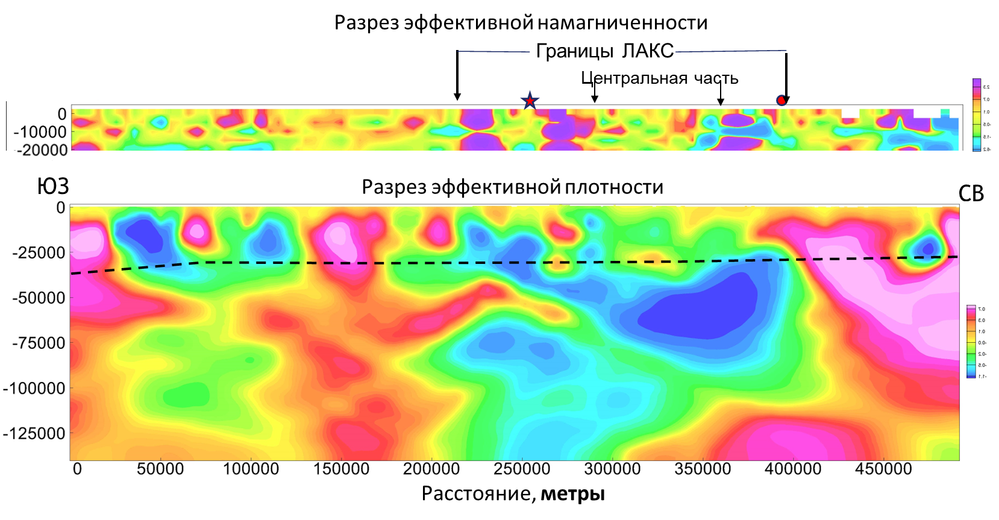 Разрез эффективной намагниченности
Границы ЛАКС
Центральная часть
0
-10000
-20000
ЮЗ
Разрез эффективной плотности
СВ
0
-25000
-50000
-75000
-100000
-125000
0 50000 100000 150000 200000 250000 300000 350000 400000 450000
Расстояние, метры